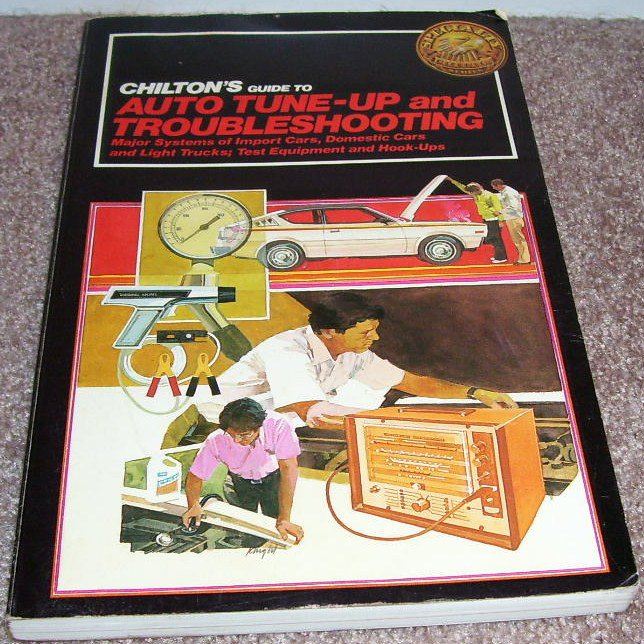 CHILTON'S GUIDE TO
AUTO TUNE-UP and
TROUBLESHOOTING
Major Systems of Import Cars, Domestic Cars
and Light Trucks; Test Equipment and Hook-Ups